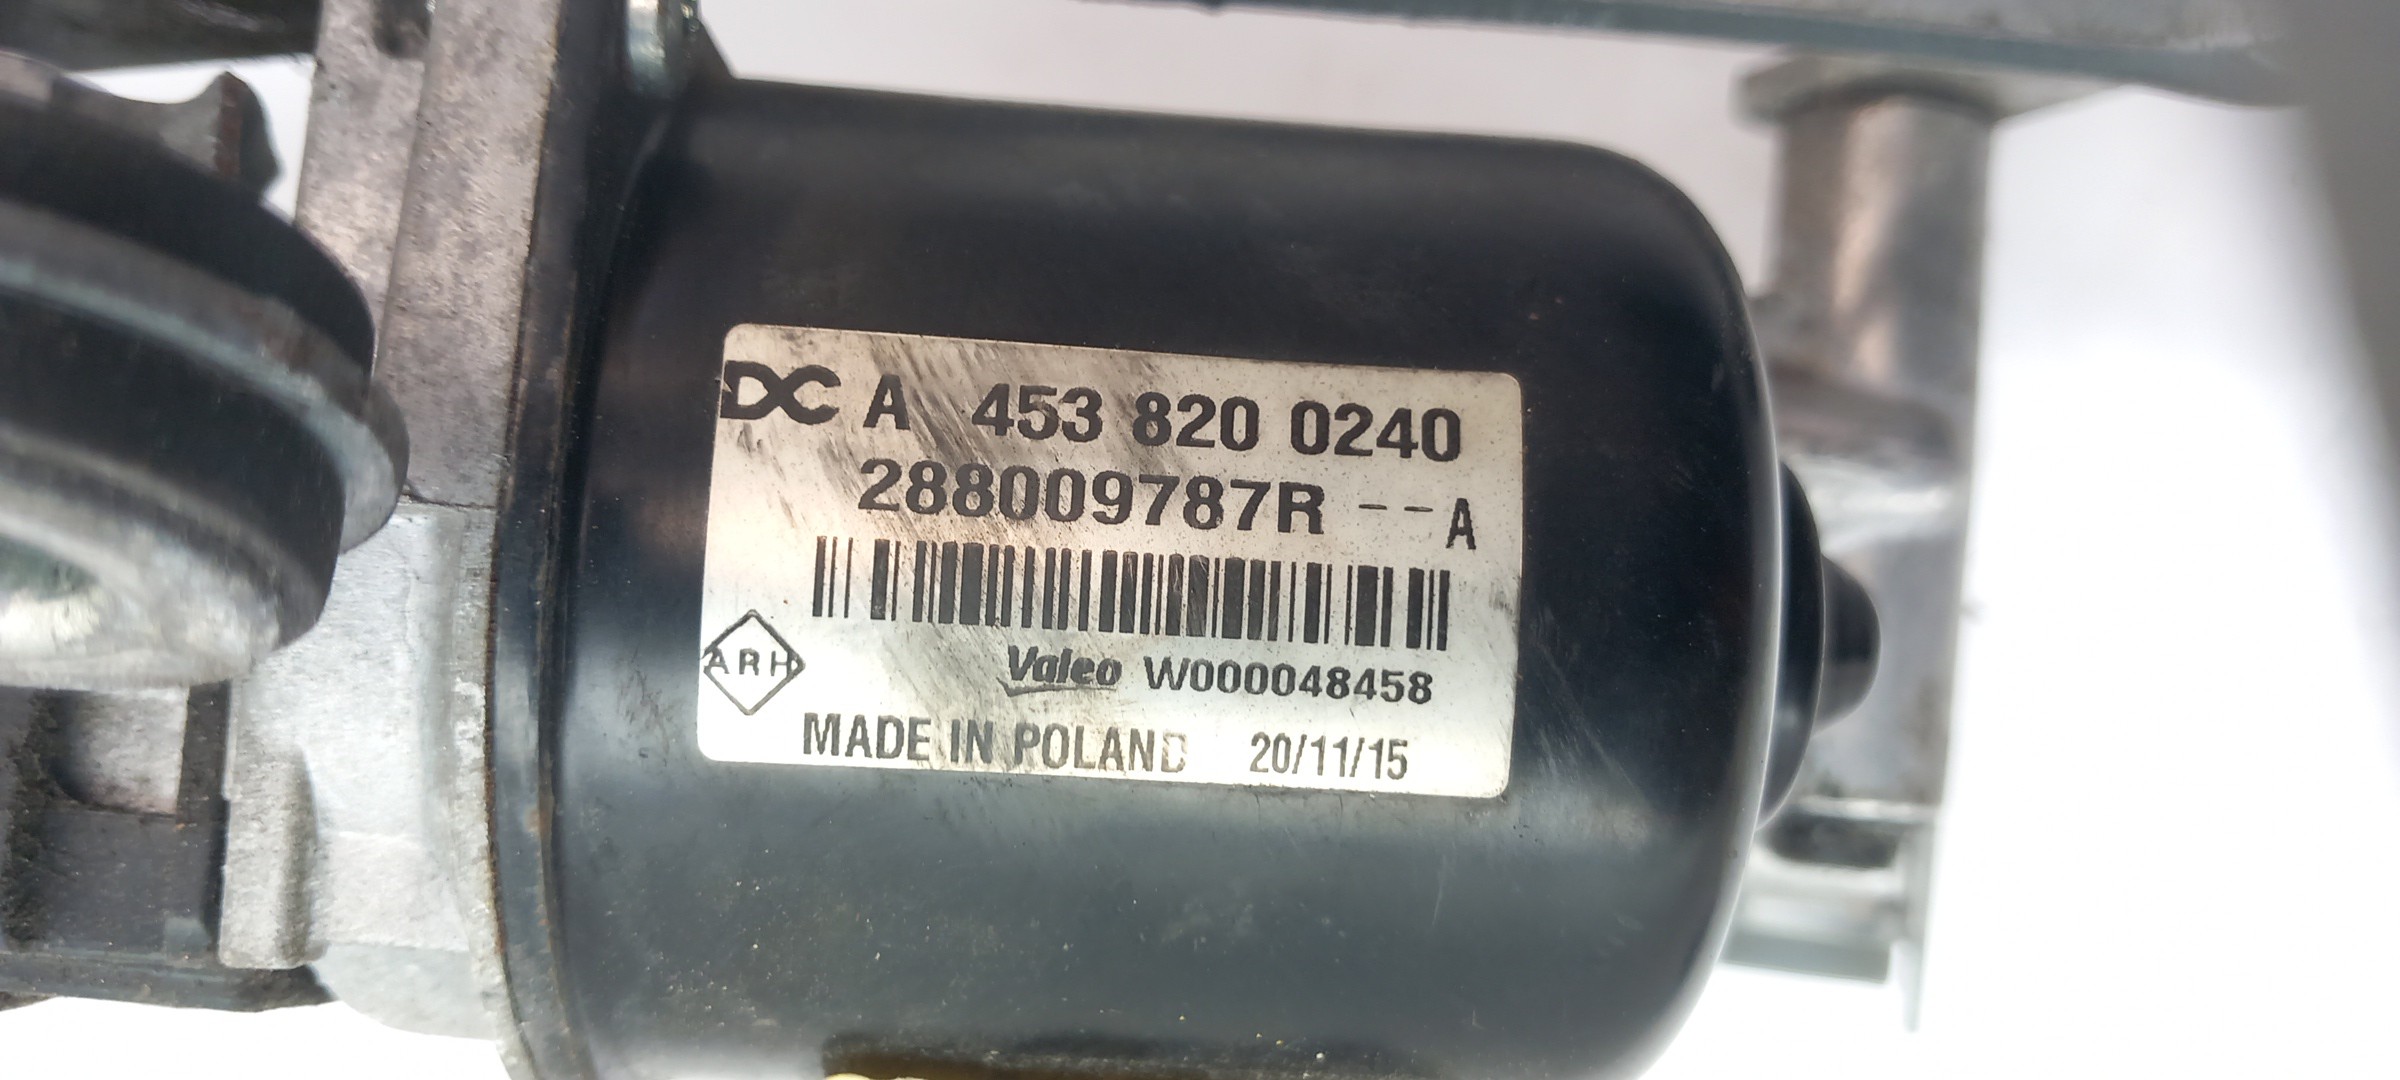 DC A 453 820 0240
288009787R -- A
ARH
Valeo W000048458
MADE IN POLAND 20/11/15